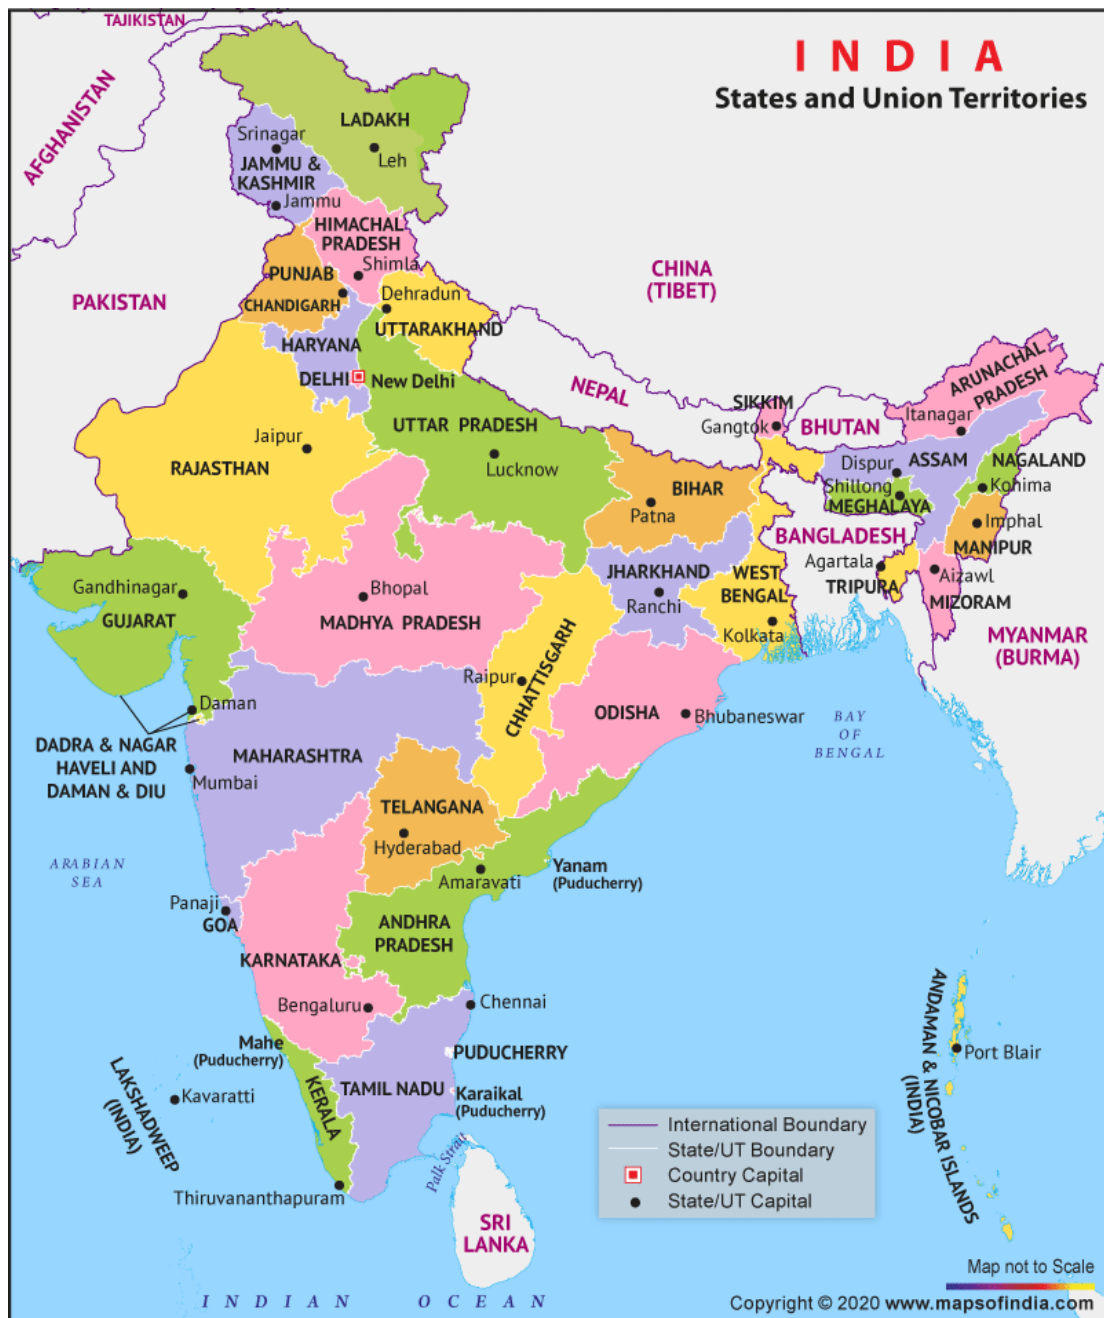 TAJIKISTAN
INDIA
States and Union Territories
AFGHANISTAN
LADAKH
Srinagar
Leh
JAMMU &
KASHMIR
Jammu
HIMACHAL
PRADESH
Shimla
PUNJAB
CHANDIGARH
Dehradun
UTTARAKHAND
CHINA
(TIBET)
PAKISTAN
HARYANA
DELHI
New Delhi
NEPAL
UTTAR PRADESH
Lucknow
Jaipur
RAJASTHAN
SIKKIM
Gangtok
BHUTAN
ARUNACHAL
PRADESH
Itanagar
Dispur
ASSAM
NAGALAND
Shillong
Kohima
MEGHALAYA
BIHAR
Patna
BANGLADESH
Imphal
MANIPUR
Agartala
TRIPURA
Aizawl
MIZORAM
MYANMAR
(BURMA)
Gandhinagar
GUJARAT
Bhopal
MADHYA PRADESH
JHARKHAND
Ranchi
WEST
BENGAL
Kolkata
CHHATTISGARH
Raipur
ODISHA
Bhubaneswar
BAY
OF
BENGAL
Daman
DADRA & NAGAR
HAVELI AND
DAMAN & DIU
MAHARASHTRA
Mumbai
TELANGANA
Hyderabad
ARABIAN
SEA
Yanam
(Puducherry)
Amaravati
Panaji
GOA
ANDHRA
PRADESH
KARNATAKA
Bengaluru
Chennai
Mahe
(Puducherry)
PUDUCHERRY
KERALA
TAMIL NADU
Karaikal
(Puducherry)
LAKSHADWEEP
(INDIA)
Kavaratti
Thiruvananthapuram
Palk Strait
SRI
LANKA
ANDAMAN & NICOBAR ISLANDS
(INDIA)
Port Blair
International Boundary
State/UT Boundary
Country Capital
State/UT Capital
INDIAN OCEAN
Map not to Scale
Copyright © 2020 www.mapsofindia.com